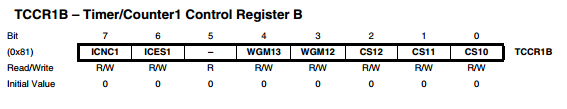 TCCR1B – Timer/Counter1 Control Register B
Bit 7 6 5 4 3 2 1 0
(0x81) ICNC1 ICES1 – WGM13 WGM12 CS12 CS11 CS10 TCCR1B
Read/Write R/W R/W R R/W R/W R/W R/W R/W
Initial Value 0 0 0 0 0 0 0 0